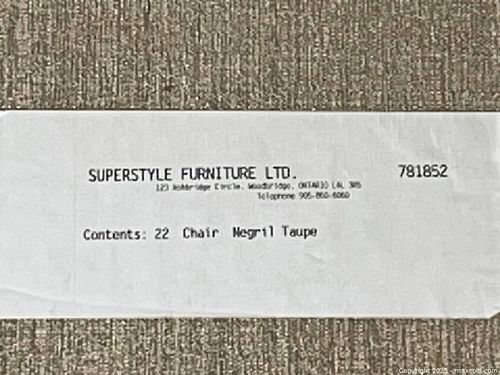 SUPERSTYLE FURNITURE LTD. 781852
123 Ashbridge Circle, Woodbridge, ONTARIO L4L 3R5
Telephone 905-850-6060
Contents: 22 Chair Negril Taupe
Copyright 2025 - maxsold.com